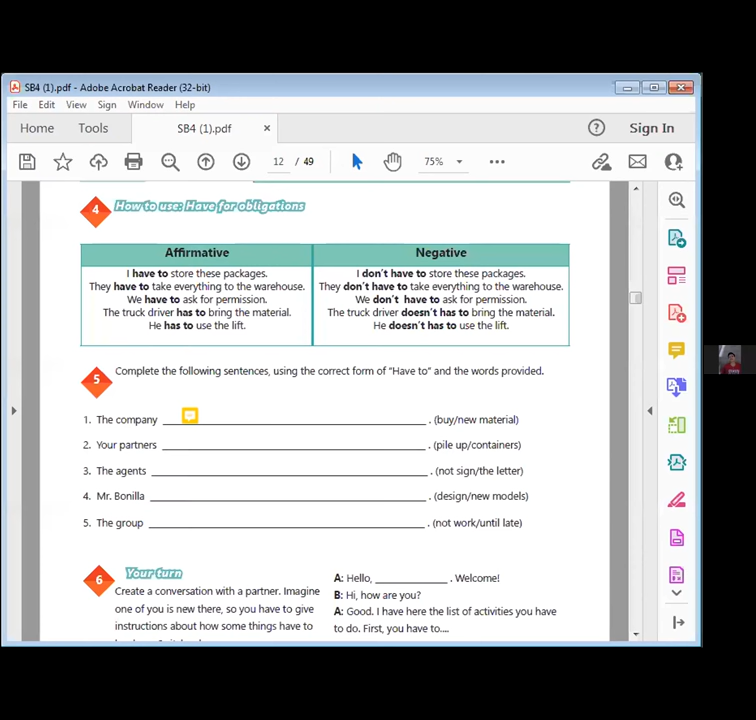 SB4 (1).pdf - Adobe Acrobat Reader (32-bit)
File Edit View Sign Window Help
Home Tools SB4 (1).pdf × Sign In
12 / 49 75%
4 How to use: Have for obligations
Affirmative Negative
I have to store these packages. I don't have to store these packages.
They have to take everything to the warehouse. They don't have to take everything to the warehouse.
We have to ask for permission. We don't have to ask for permission.
The truck driver has to bring the material. The truck driver doesn't has to bring the material.
He has to use the lift. He doesn't has to use the lift.
5 Complete the following sentences, using the correct form of "Have to" and the words provided.
1. The company ____ . (buy/new material)
2. Your partners ____ . (pile up/containers)
3. The agents ____ . (not sign/the letter)
4. Mr. Bonilla ____ . (design/new models)
5. The group ____ . (not work/until late)
6 Your turn
Create a conversation with a partner. Imagine
one of you is new there, so you have to give
instructions about how some things have to
A: Hello, ____ . Welcome!
B: Hi, how are you?
A: Good. I have here the list of activities you have
to do. First, you have to....